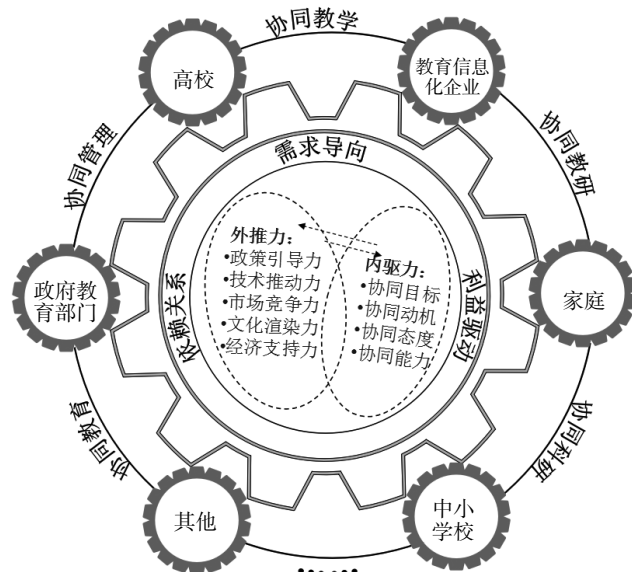 协同教学
高校
教育信息
化企业
协同管理
协同教研
需求导向
外推力：
•政策引导力
•技术推动力
•市场竞争力
•文化渲染力
•经济支持力
内驱力：
•协同目标
•协同动机
•协同态度
•协同能力
依赖关系
利益驱动
政府教
育部门
家庭
协同教育
协同科研
其他
中小
学校
……